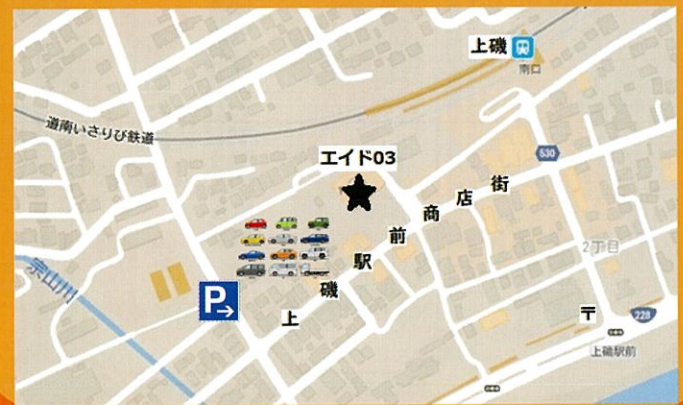 上磯
南口
道南いさりび鉄道
エイド03
530
上磯駅前商店街
2丁目
宗山川
P
〒
228
上磯駅前